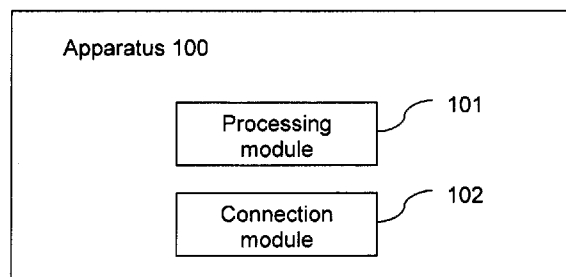 Apparatus 100
Processing
module
101
Connection
module
102